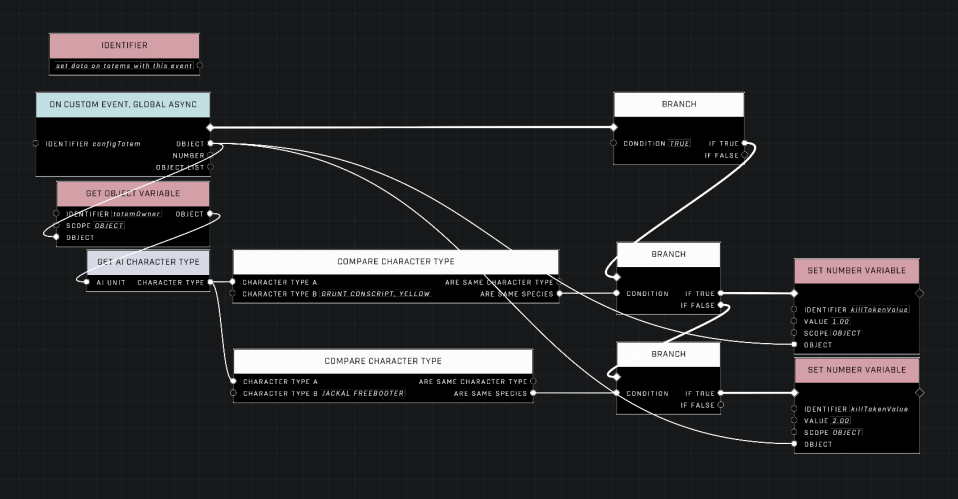 IDENTIFIER
set data on totems with this event
ON CUSTOM EVENT, GLOBAL ASYNC
IDENTIFIER configTotem
OBJECT
NUMBER
OBJECT LIST
GET OBJECT VARIABLE
IDENTIFIER totemOwner OBJECT
SCOPE OBJECT
OBJECT
GET AI CHARACTER TYPE
AI UNIT CHARACTER TYPE
COMPARE CHARACTER TYPE
CHARACTER TYPE A ARE SAME CHARACTER TYPE
CHARACTER TYPE B GRUNT CONSCRIPT, YELLOW ARE SAME SPECIES
COMPARE CHARACTER TYPE
CHARACTER TYPE A ARE SAME CHARACTER TYPE
CHARACTER TYPE B JACKAL FREEBOOTER ARE SAME SPECIES
BRANCH
CONDITION TRUE IF TRUE
IF FALSE
BRANCH
CONDITION IF TRUE
IF FALSE
BRANCH
CONDITION IF TRUE
IF FALSE
SET NUMBER VARIABLE
IDENTIFIER killTokenValue
VALUE 1.00
SCOPE OBJECT
OBJECT
SET NUMBER VARIABLE
IDENTIFIER killTokenValue
VALUE 2.00
SCOPE OBJECT
OBJECT